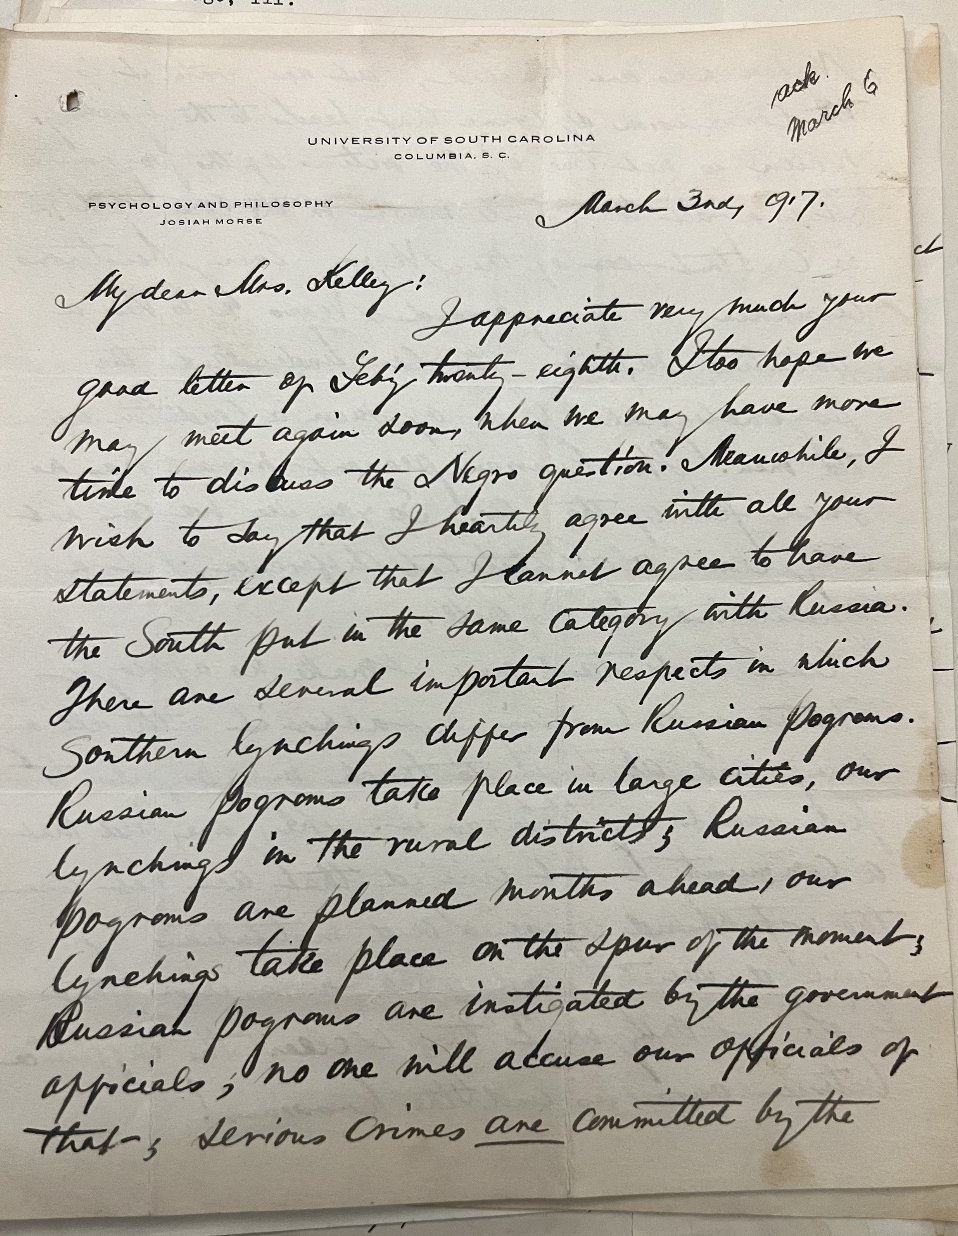 ack.
March 6
UNIVERSITY OF SOUTH CAROLINA
COLUMBIA, S. C.
PSYCHOLOGY AND PHILOSOPHY
JOSIAH MORSE
March 3nd, 917.
My dear Mrs. Kelley:
I appreciate very much your
good letter of Feb'y twenty-eighth. I too hope we
may meet again soon, when we may have more
time to discuss the Negro question. Meanwhile, I
wish to say that I heartily agree with all your
statements, except that I cannot agree to have
the South put in the same category with Russia.
There are several important respects in which
Southern lynchings differ from Russian pogroms.
Russian pogroms take place in large cities, our
lynchings in the rural districts; Russian
pogroms are planned months ahead, our
lynchings take place on the spur of the moment;
Russian pogroms are instigated by the government
officials; no one will accuse our officials of
that; serious crimes are committed by the